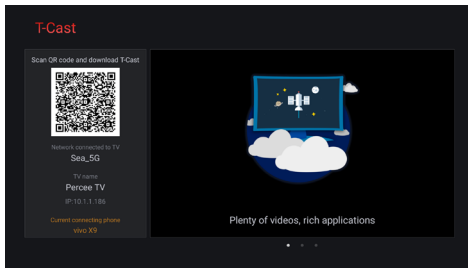 T-Cast
Scan QR code and download T-Cast
Network connected to TV
Sea_5G
TV name
Percee TV
IP:10.1.1.186
Current connecting phone
vivo X9
Plenty of videos, rich applications